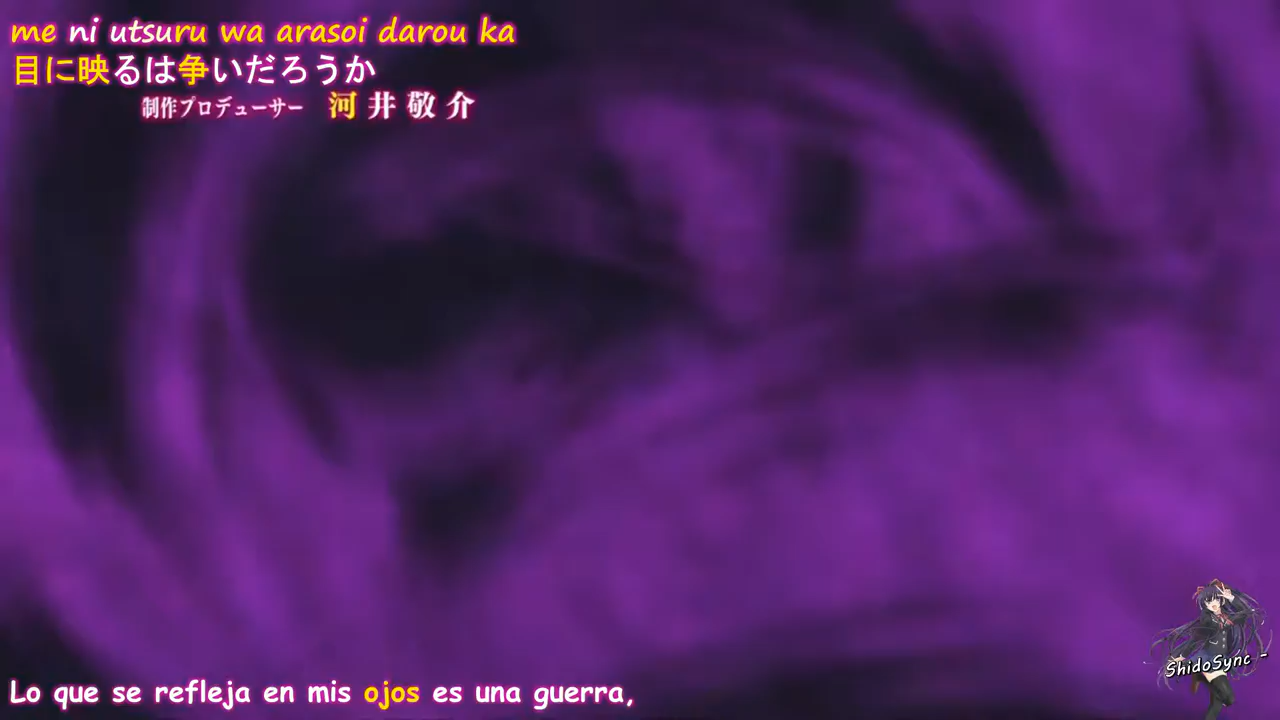 me ni utsuru wa arasoi darou ka
目に映るは争いだろうか
制作プロデューサー 河井敬介
ShidoSync -
Lo que se refleja en mis ojos es una guerra,